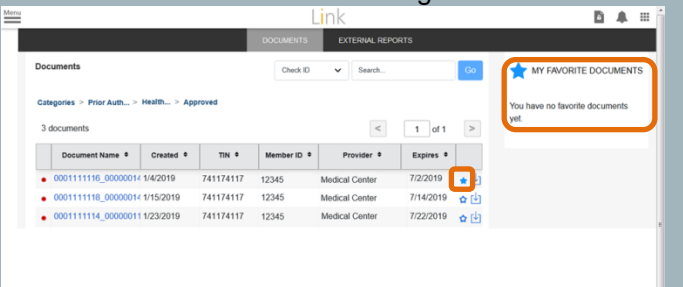 Menu
Link
DOCUMENTS EXTERNAL REPORTS
Documents
Check ID Search... Go
MY FAVORITE DOCUMENTS
You have no favorite documents
yet.
Categories > Prior Auth... > Health... > Approved
3 documents
< 1 of 1 >
Document Name Created TIN Member ID Provider Expires
0001111116_0000001 1/4/2019 741174117 12345 Medical Center 7/2/2019
0001111118_0000001 1/15/2019 741174117 12345 Medical Center 7/14/2019
0001111114_0000001 1/23/2019 741174117 12345 Medical Center 7/22/2019